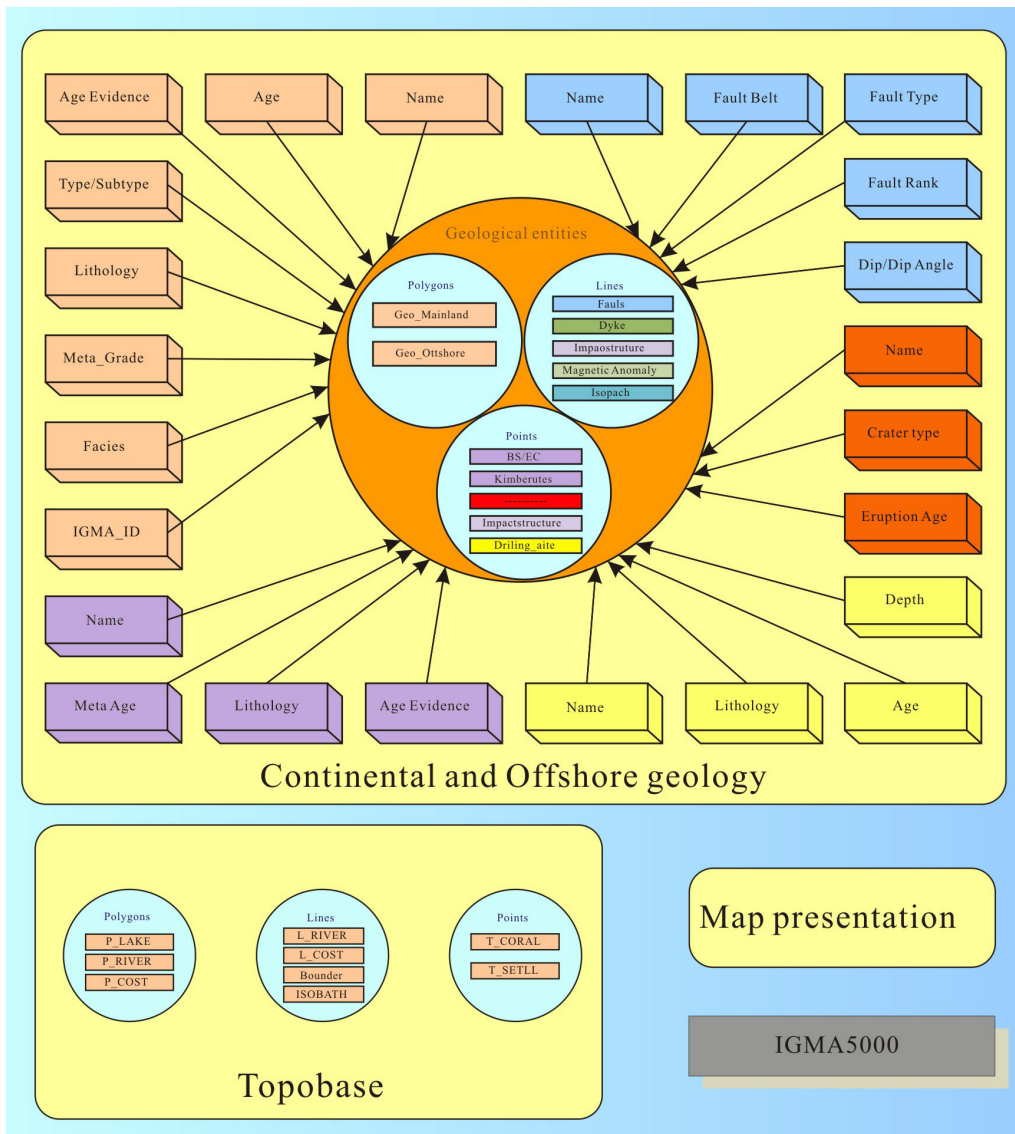 Age Evidence
Age
Name
Name
Fault Belt
Fault Type
Type/Subtype
Fault Rank
Lithology
Dip/Dip Angle
Meta_Grade
Name
Facies
Crater type
IGMA_ID
Eruption Age
Name
Depth
Meta Age
Lithology
Age Evidence
Name
Lithology
Age
Geological entities
Polygons
Geo_Mainland
Geo_Ottshore
Lines
Fauls
Dyke
Impaostruture
Magnetic Anomaly
Isopach
Points
BS/EC
Kimberutes
----------
Impactstructure
Driling_aite
Continental and Offshore geology
Polygons
P_LAKE
P_RIVER
P_COST
Lines
L_RIVER
L_COST
Bounder
ISOBATH
Points
T_CORAL
T_SETLL
Topobase
Map presentation
IGMA5000